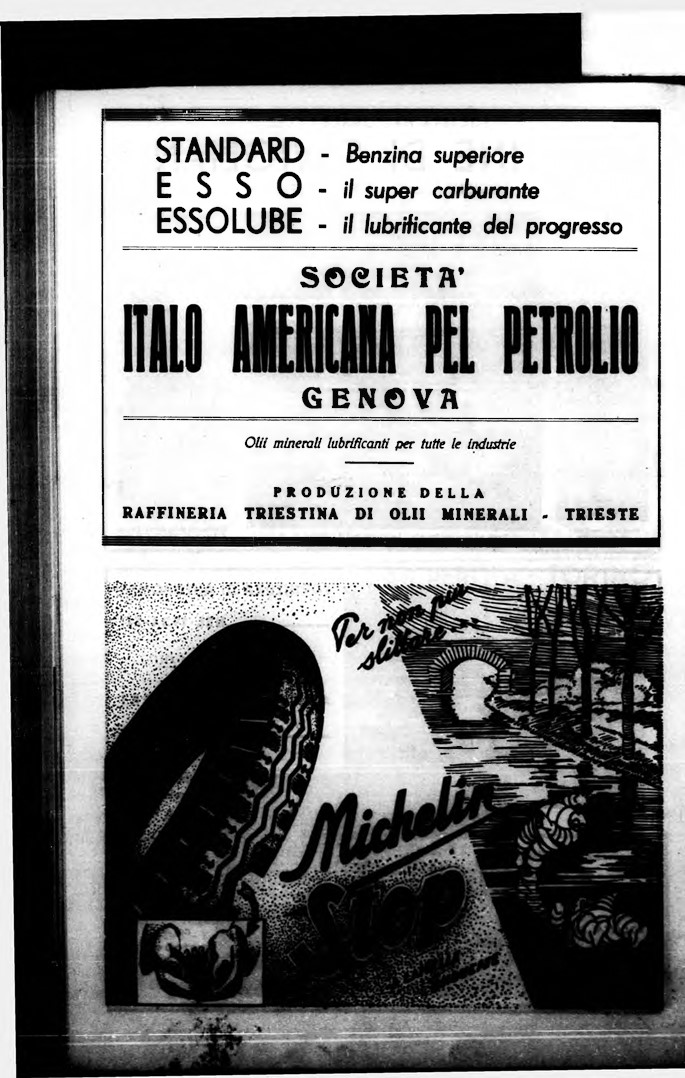 STANDARD - Benzina superiore
ESSO - il super carburante
ESSOLUBE - il lubrificante del progresso
SOCIETA'
ITALO AMERICANA PEL PETROLIO
GENOVA
Olii minerali lubrificanti per tutte le industrie
PRODUZIONE DELLA
RAFFINERIA TRIESTINA DI OLII MINERALI - TRIESTE
Per non più
slittare
Michelin
Stop